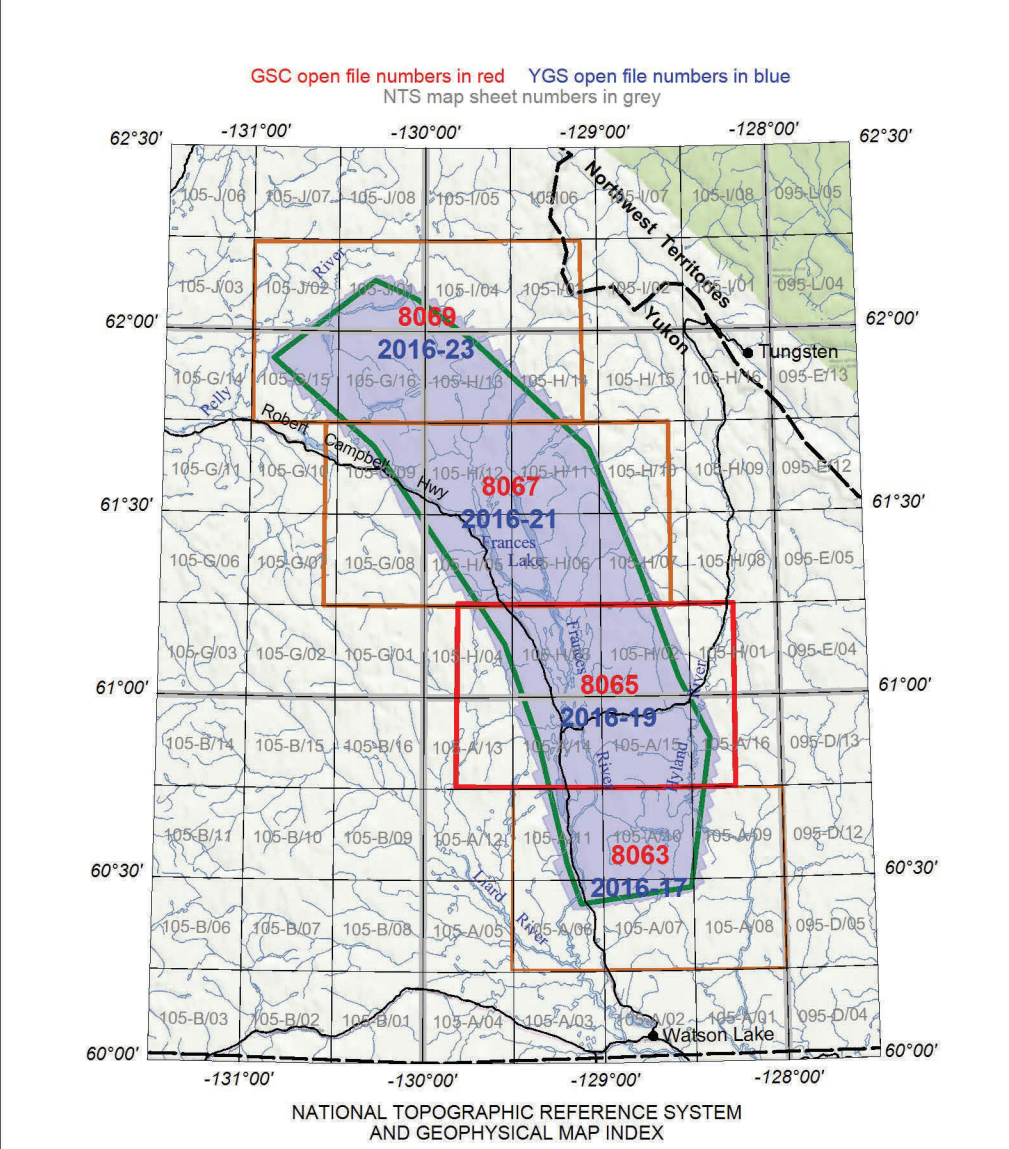 GSC open file numbers in red YGS open file numbers in blue
NTS map sheet numbers in grey
-131°00' -130°00' -129°00' -128°00'
62°30' 62°30'
105-J/06 105-J/07 105-J/08 105-I/05 105-I/07 105-I/08 095-L/05
Northwest Territories
River
105-J/03 105-J/02 105-I/04 105-I/02 095-L/04
8069
62°00' 62°00'
Yukon
2016-23
Tungsten
105-G/14 105-G/15 105-G/16 105-H/13 105-H/14 105-H/15 105-H/16 095-E/13
Pelly
Robert Campbell Hwy
105-G/11 105-G/10 105-H/12 105-H/11 105-H/10 105-H/09 095-E/12
8067
61°30' 61°30'
2016-21
Frances
Lake
105-G/06 105-G/07 105-G/08 105-H/05 105-H/06 105-H/07 105-H/08 095-E/05
Frances
105-G/03 105-G/02 105-G/01 105-H/04 105-H/02 105-H/01 095-E/04
River
8065
61°00' 61°00'
2016-19
105-B/14 105-B/15 105-B/16 105-A/13 105-A/14 105-A/15 105-A/16 095-D/13
River
Hyland
105-B/11 105-B/10 105-B/09 105-A/12 105-A/11 105-A/10 105-A/09 095-D/12
8063
60°30' 60°30'
2016-17
Liard
River
105-B/06 105-B/07 105-B/08 105-A/05 105-A/06 105-A/07 105-A/08 095-D/05
105-B/03 105-B/02 105-B/01 105-A/04 105-A/03 105-A/02 105-A/01 095-D/04
Watson Lake
60°00' 60°00'
-131°00' -130°00' -129°00' -128°00'
NATIONAL TOPOGRAPHIC REFERENCE SYSTEM
AND GEOPHYSICAL MAP INDEX